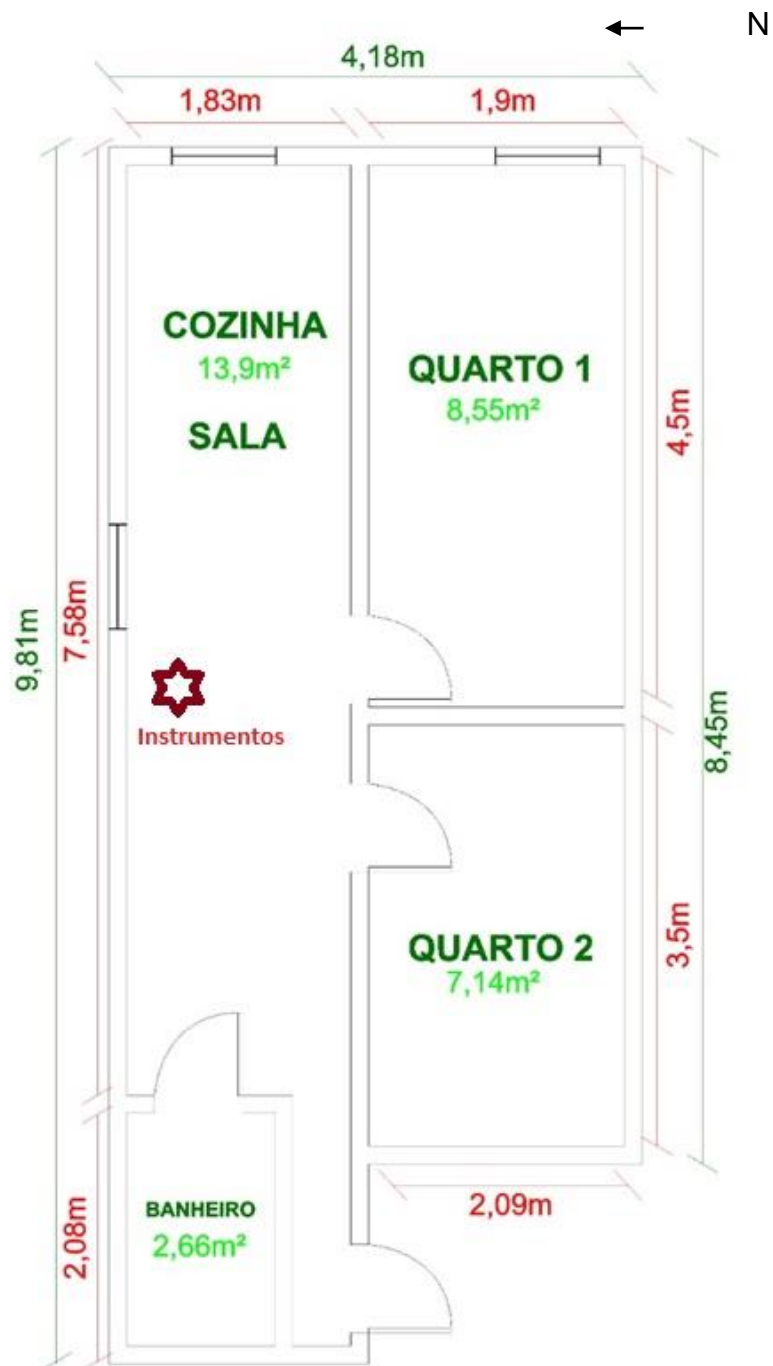 N
4,18m
1,83m
1,9m
COZINHA
13,9m²
SALA
QUARTO 1
8,55m²
4,5m
7,58m
9,81m
Instrumentos
8,45m
QUARTO 2
7,14m²
3,5m
BANHEIRO
2,66m²
2,08m
2,09m